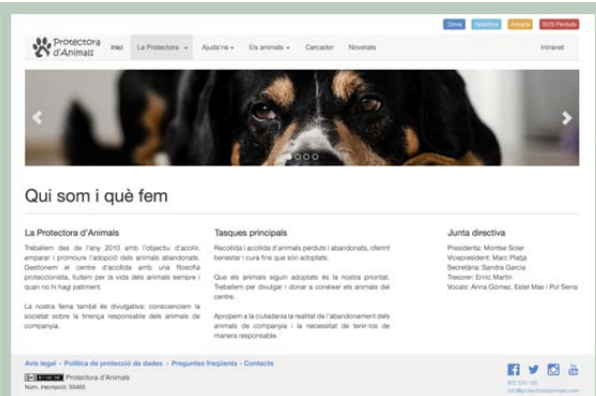 Dóna Apadrina Adopta SOS Perduts
Protectora
d'Animals
Inici La Protectora Ajuda'ns Els animals Cercador Novetats Intranet
Qui som i què fem
La Protectora d'Animals
Treballem des de l'any 2010 amb l'objectiu d'acollir,
emparar i promoure l'adopció dels animals abandonats.
Gestionem el centre d'acollida amb una filosofia
proteccionista, lluitem per la vida dels animals sempre i
quan no hi hagi patiment.
La nostra feina també és divulgativa: conscienciem la
societat sobre la tinença responsable dels animals de
companyia.
Tasques principals
Recollida i acollida d'animals perduts i abandonats, oferint
benestar i cura fins que són adoptats.
Que els animals siguin adoptats és la nostra prioritat.
Treballem per divulgar i donar a conèixer els animals del
centre.
Apropem a la ciutadania la realitat de l'abandonament dels
animals de companyia i la necessitat de tenir-los de
manera responsable.
Junta directiva
Presidenta: Montse Soler
Vicepresident: Marc Platja
Secretària: Sandra Garcia
Tresorer: Enric Martin
Vocals: Anna Gómez, Estel Mas i Pol Serra
Avís legal - Política de protecció de dades - Preguntes freqüents - Contacte
Protectora d'Animals
Núm. inscripció: 55465
972 570 100
info@protectoradanimals.com